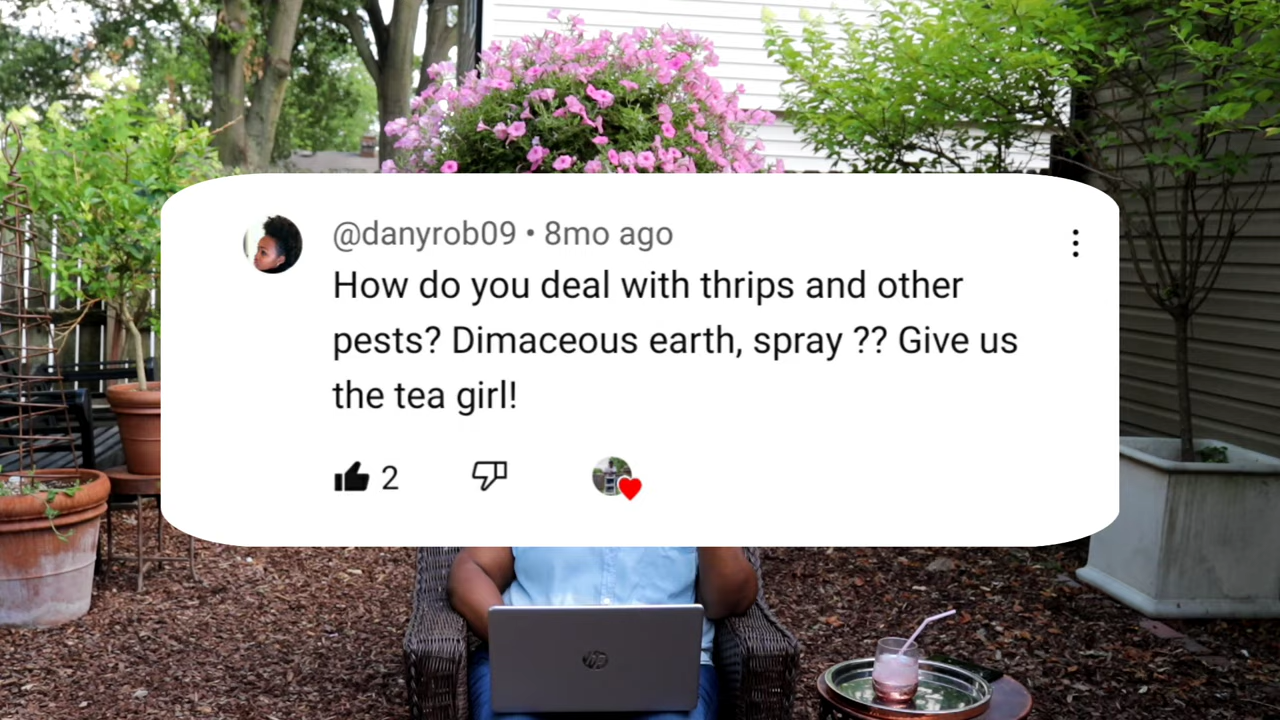 @danyrob09 • 8mo ago
How do you deal with thrips and other
pests? Dimaceous earth, spray ?? Give us
the tea girl!
2
hp